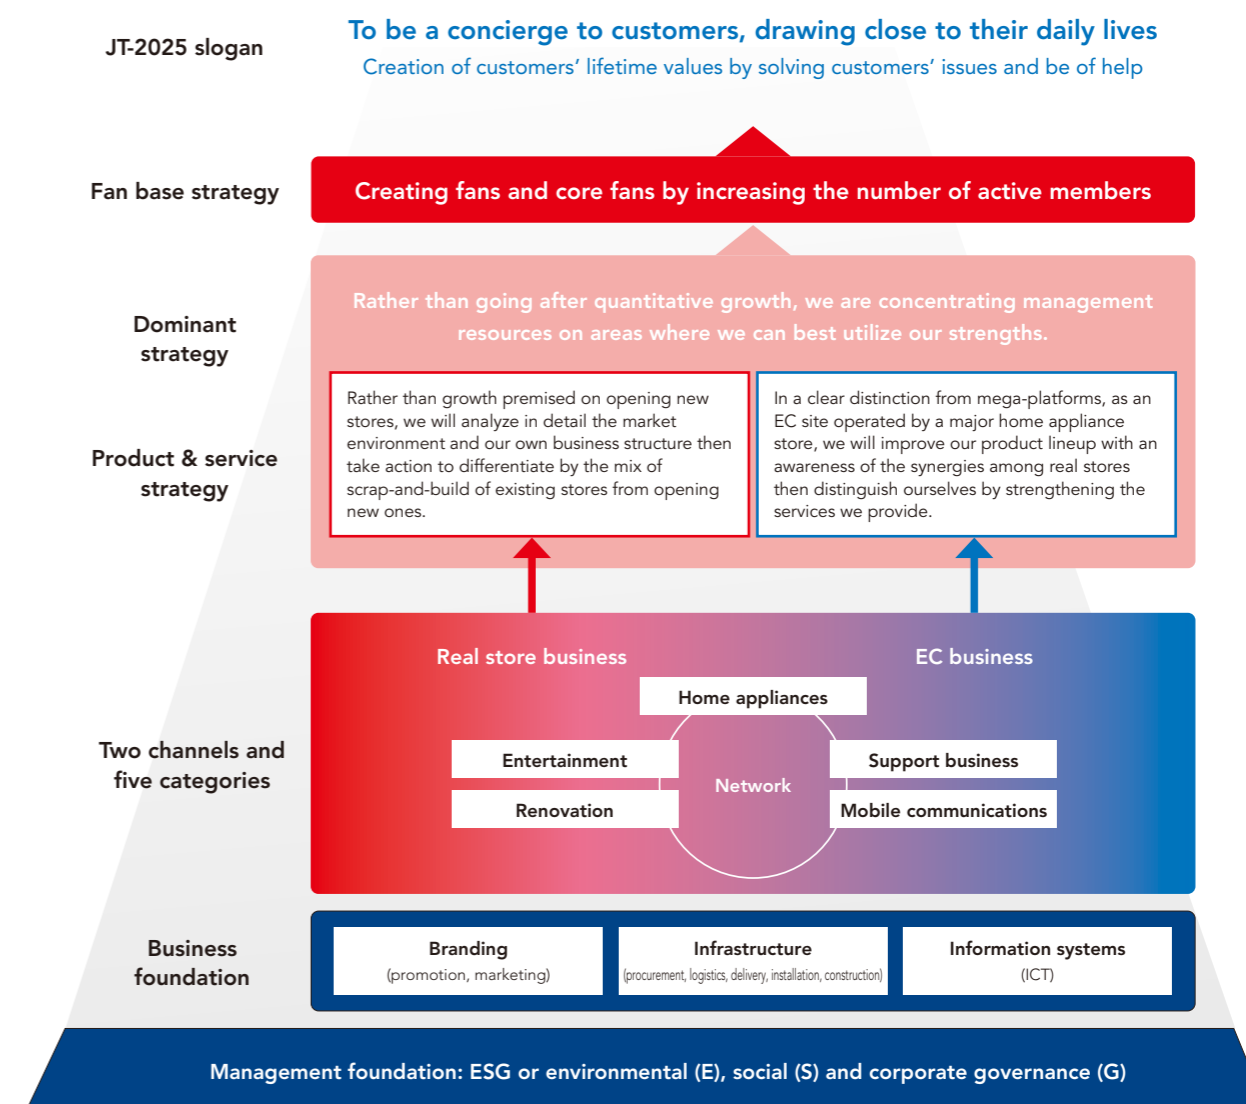 JT-2025 slogan
To be a concierge to customers, drawing close to their daily lives
Creation of customers’ lifetime values by solving customers’ issues and be of help
Fan base strategy
Creating fans and core fans by increasing the number of active members
Dominant
strategy
Rather than going after quantitative growth, we are concentrating management
resources on areas where we can best utilize our strengths.
Product & service
strategy
Rather than growth premised on opening new
stores, we will analyze in detail the market
environment and our own business structure then
take action to differentiate by the mix of
scrap-and-build of existing stores from opening
new ones.
In a clear distinction from mega-platforms, as an
EC site operated by a major home appliance
store, we will improve our product lineup with an
awareness of the synergies among real stores
then distinguish ourselves by strengthening the
services we provide.
Two channels and
five categories
Real store business
EC business
Home appliances
Entertainment
Support business
Network
Renovation
Mobile communications
Business
foundation
Branding
(promotion, marketing)
Infrastructure
(procurement, logistics, delivery, installation, construction)
Information systems
(ICT)
Management foundation: ESG or environmental (E), social (S) and corporate governance (G)